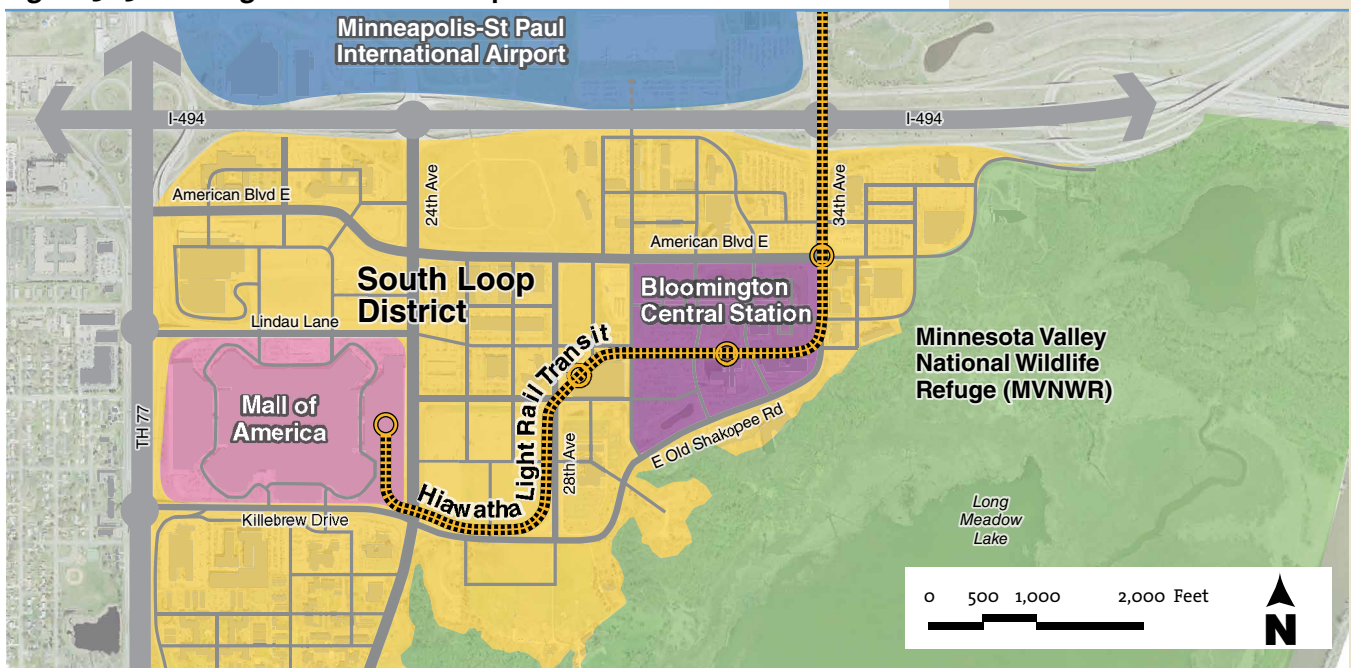 Minneapolis-St Paul
International Airport
I-494
I-494
24th Ave
34th Ave
American Blvd E
American Blvd E
South Loop
District
Bloomington
Central Station
Lindau Lane
Hiawatha Light Rail Transit
Minnesota Valley
National Wildlife
Refuge (MVNWR)
Mall of
America
TH 77
28th Ave
E Old Shakopee Rd
Killebrew Drive
Long
Meadow
Lake
0 500 1,000 2,000 Feet
N